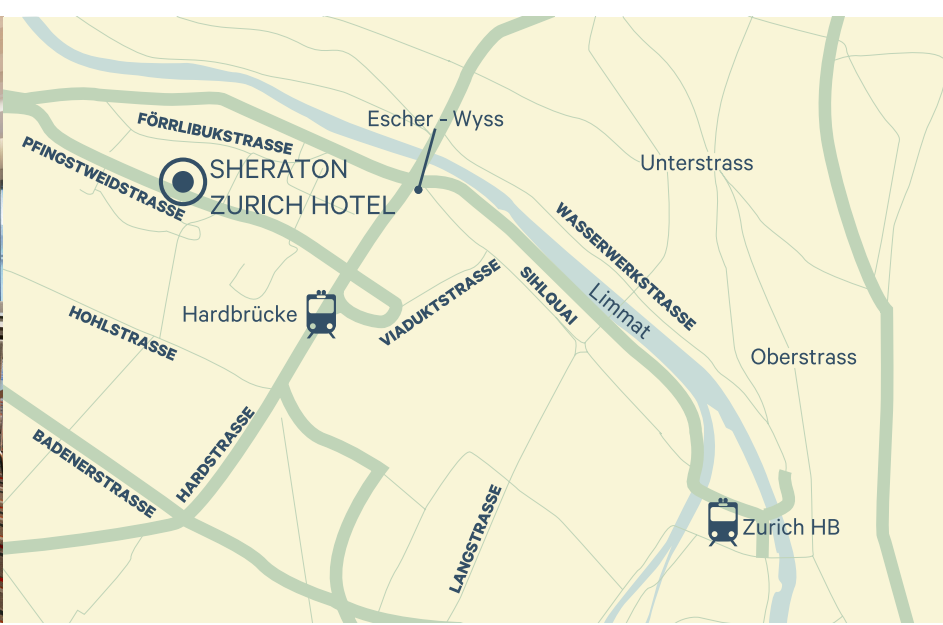 Escher - Wyss
FÖRRLIBUKSTRASSE
PFINGSTWEIDSTRASSE
SHERATON
ZURICH HOTEL
Unterstrass
WASSERWERKSTRASSE
SIHLQUAI
Limmat
VIADUKTSTRASSE
Hardbrücke
HOHLSTRASSE
Oberstrass
HARDSTRASSE
BADENERSTRASSE
LANGSTRASSE
Zurich HB